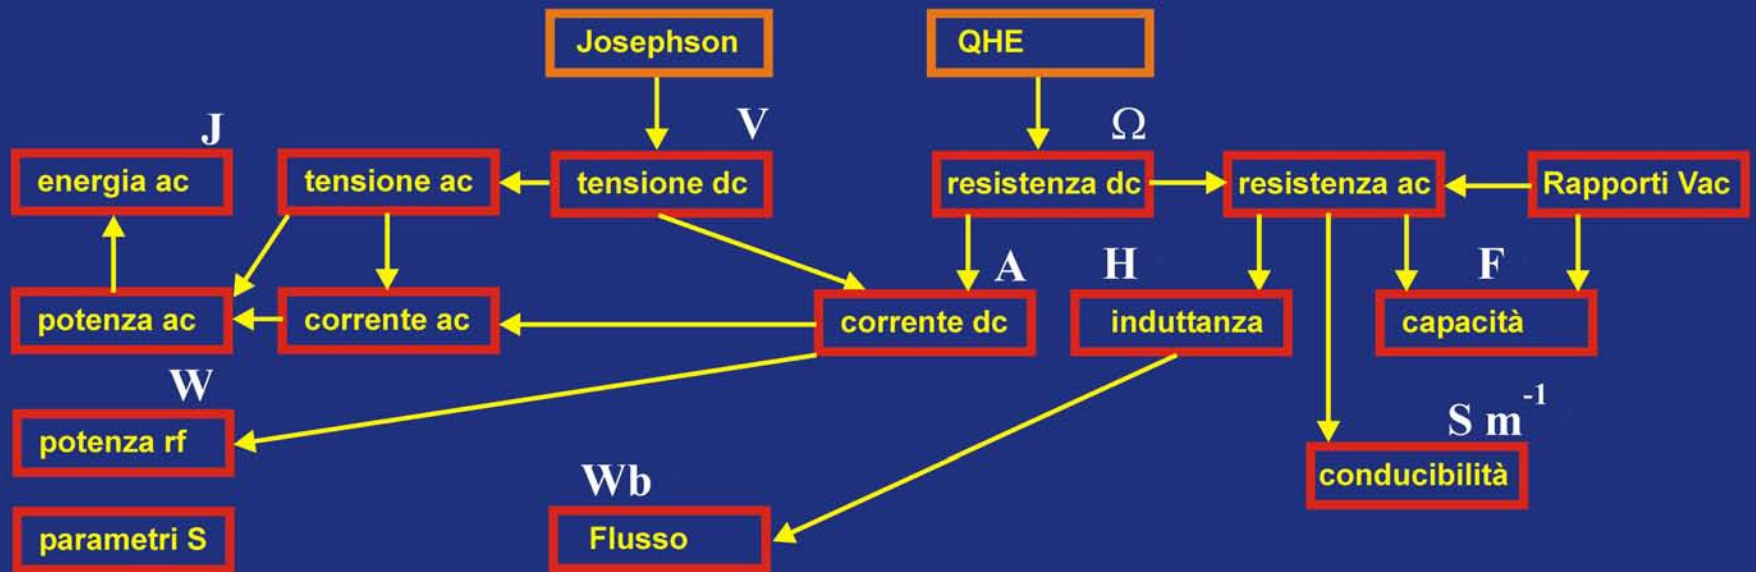 Josephson
QHE
J
V
Ω
energia ac
tensione ac
tensione dc
resistenza dc
resistenza ac
Rapporti Vac
A
H
F
potenza ac
corrente ac
corrente dc
induttanza
capacità
W
S m⁻¹
potenza rf
conducibilità
Wb
parametri S
Flusso